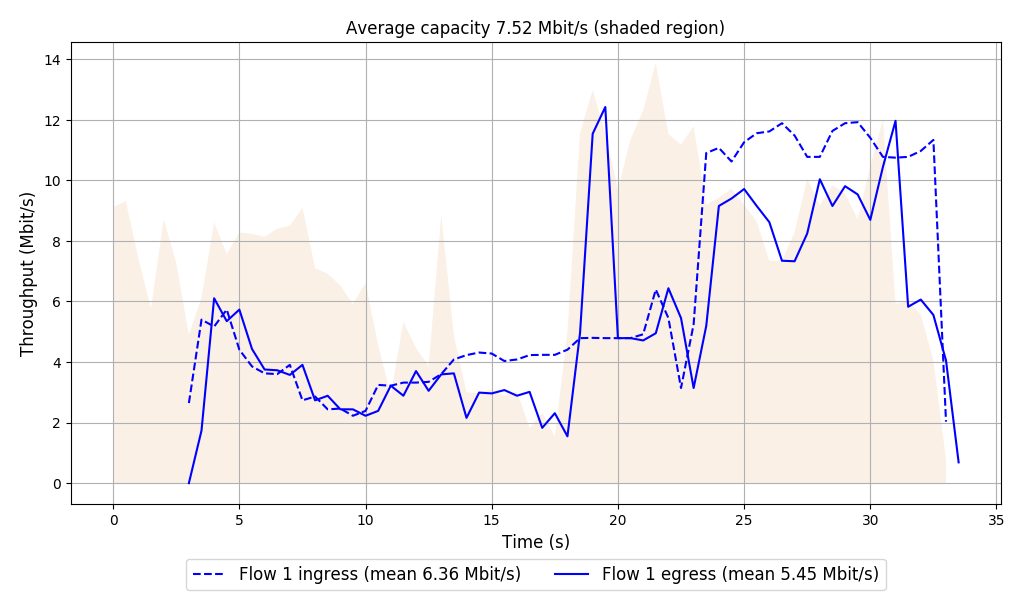 Average capacity 7.52 Mbit/s (shaded region)
14
12
10
8
6
4
2
0
Throughput (Mbit/s)
0 5 10 15 20 25 30 35
Time (s)
Flow 1 ingress (mean 6.36 Mbit/s) Flow 1 egress (mean 5.45 Mbit/s)